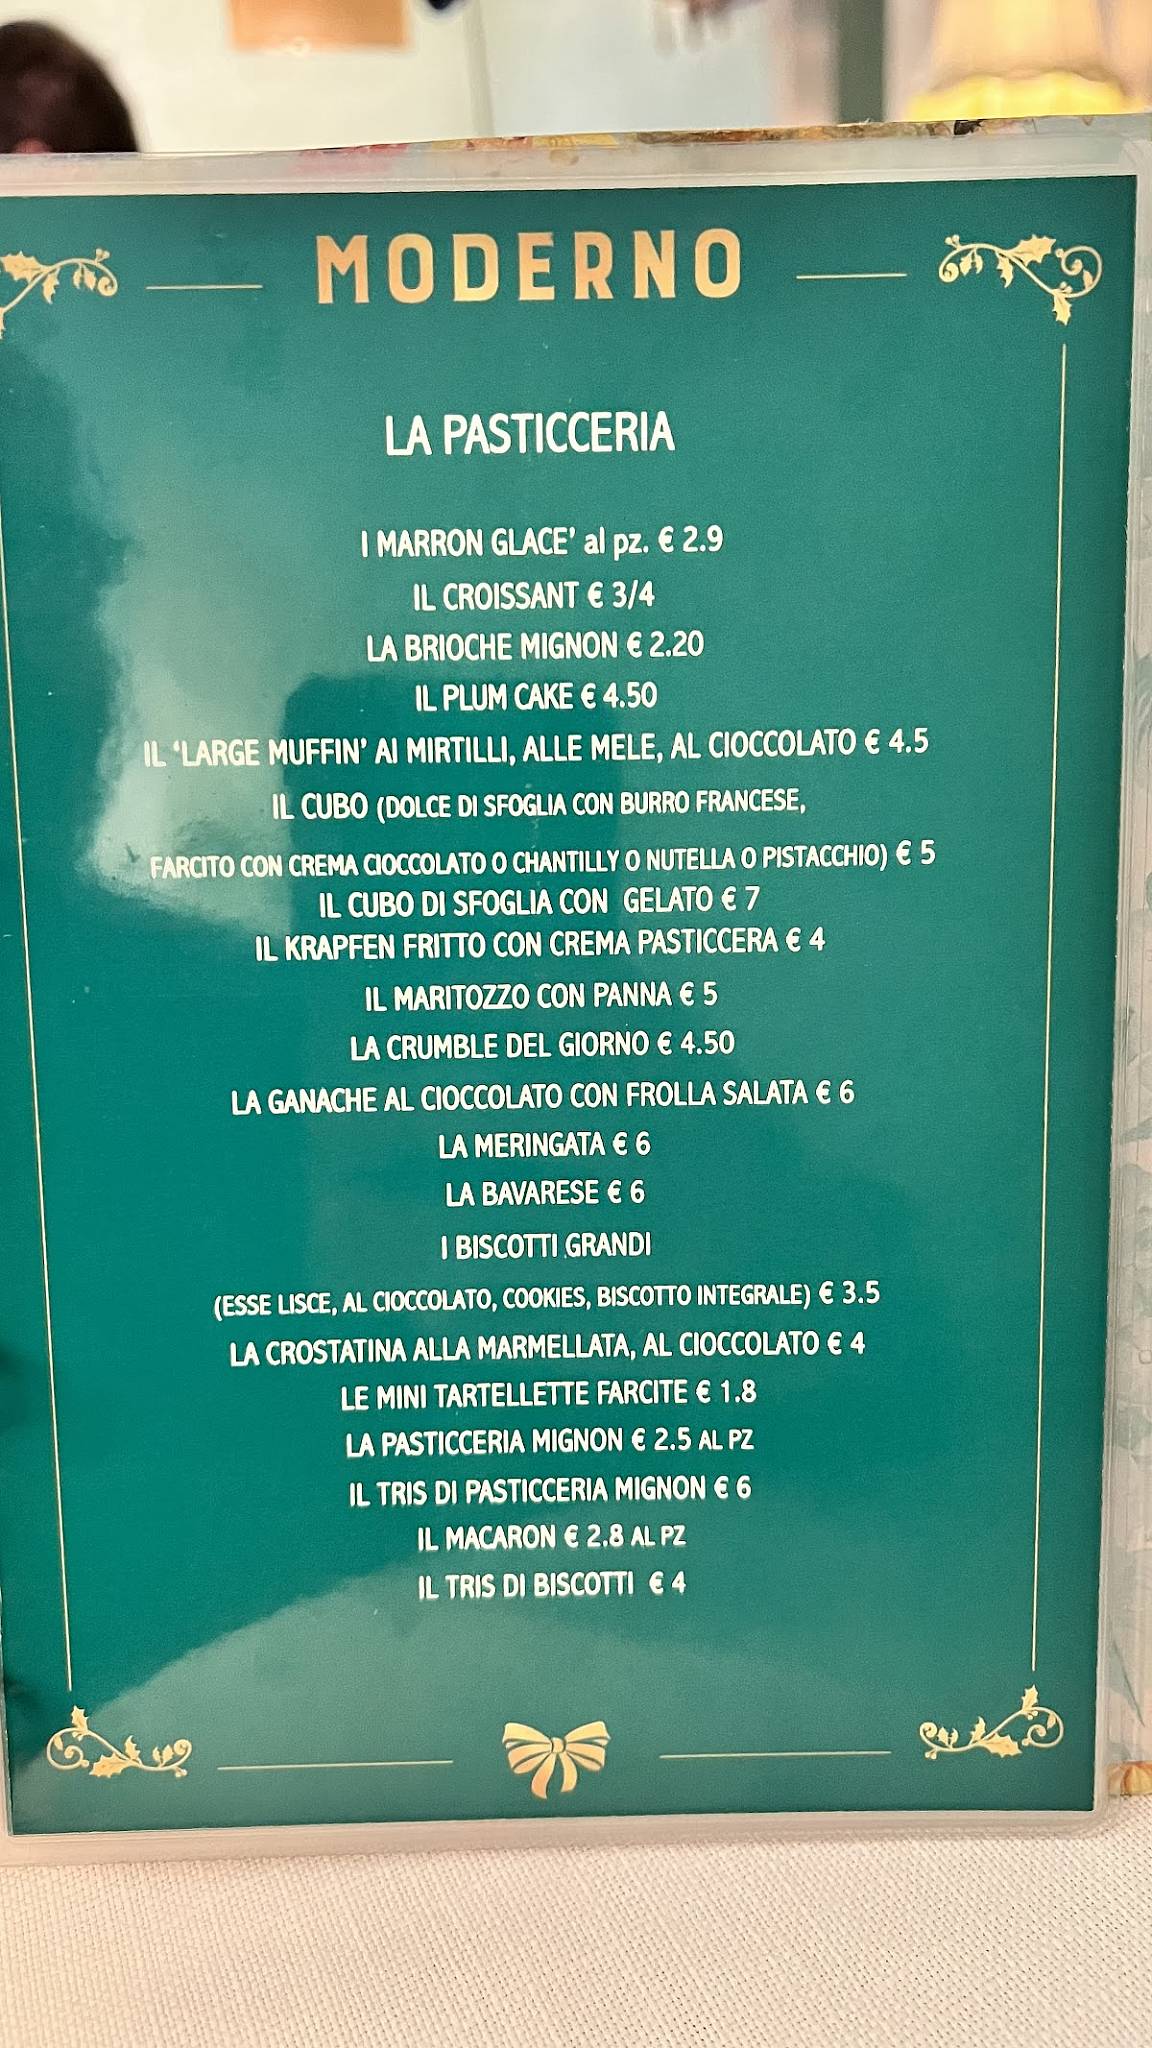 MODERNO
LA PASTICCERIA
I MARRON GLACE' al pz. € 2.9
IL CROISSANT € 3/4
LA BRIOCHE MIGNON € 2.20
IL PLUM CAKE € 4.50
IL 'LARGE MUFFIN' AI MIRTILLI, ALLE MELE, AL CIOCCOLATO € 4.5
IL CUBO (DOLCE DI SFOGLIA CON BURRO FRANCESE,
FARCITO CON CREMA CIOCCOLATO O CHANTILLY O NUTELLA O PISTACCHIO) € 5
IL CUBO DI SFOGLIA CON GELATO € 7
IL KRAPFEN FRITTO CON CREMA PASTICCERA € 4
IL MARITOZZO CON PANNA € 5
LA CRUMBLE DEL GIORNO € 4.50
LA GANACHE AL CIOCCOLATO CON FROLLA SALATA € 6
LA MERINGATA € 6
LA BAVARESE € 6
I BISCOTTI GRANDI
(ESSE LISCE, AL CIOCCOLATO, COOKIES, BISCOTTO INTEGRALE) € 3.5
LA CROSTATINA ALLA MARMELLATA, AL CIOCCOLATO € 4
LE MINI TARTELLETTE FARCITE € 1.8
LA PASTICCERIA MIGNON € 2.5 AL PZ
IL TRIS DI PASTICCERIA MIGNON € 6
IL MACARON € 2.8 AL PZ
IL TRIS DI BISCOTTI € 4